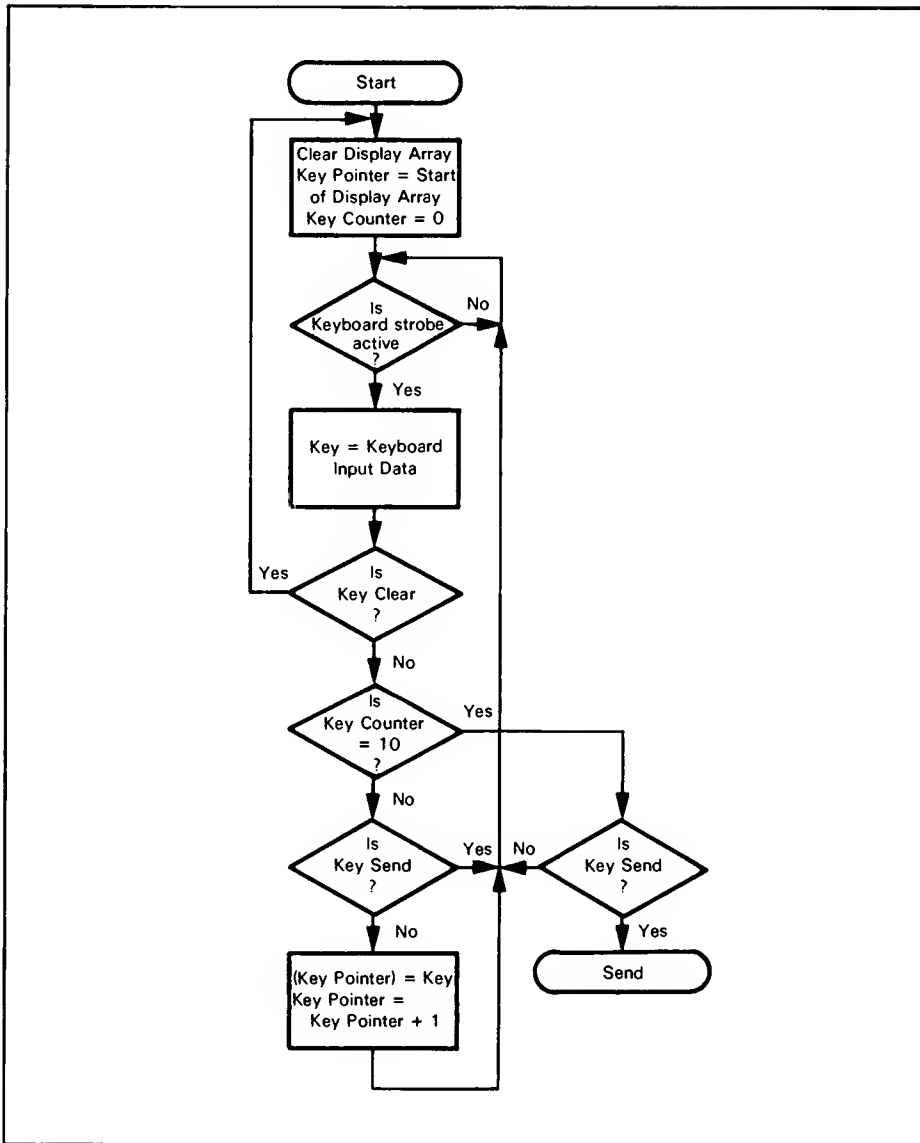 Start
Clear Display Array
Key Pointer = Start
of Display Array
Key Counter = 0
Is
Keyboard strobe
active
?
No
Yes
Key = Keyboard
Input Data
Is
Key Clear
?
Yes
No
Is
Key Counter
= 10
?
Yes
No
Is
Key Send
?
Yes
No
Is
Key Send
?
No
Yes
(Key Pointer) = Key
Key Pointer =
Key Pointer + 1
Send